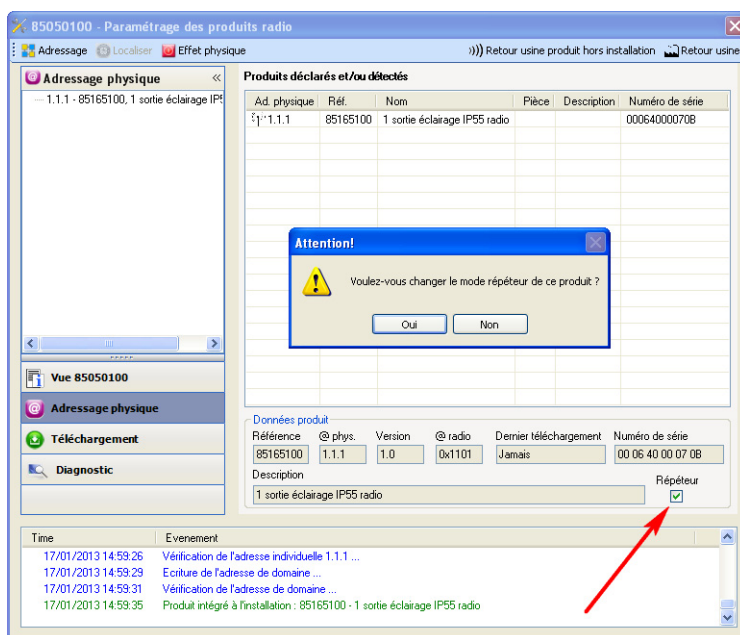 85050100 - Paramétrage des produits radio
Adressage Localiser Effet physique ))) Retour usine produit hors installation Retour usine
Adressage physique «
1.1.1 - 85165100, 1 sortie éclairage IP5
Produits déclarés et/ou détectés
Ad. physique Réf. Nom Pièce Description Numéro de série
1.1.1 85165100 1 sortie éclairage IP55 radio 00064000070B
Attention!
Voulez-vous changer le mode répéteur de ce produit ?
Oui Non
Vue 85050100
Adressage physique
Téléchargement
Diagnostic
Données produit
Référence @ phys. Version @ radio Dernier téléchargement Numéro de série
85165100 1.1.1 1.0 0x1101 Jamais 00 06 40 00 07 0B
Description Répéteur
1 sortie éclairage IP55 radio
Time Evenement
17/01/2013 14:59:26 Vérification de l'adresse individuelle 1.1.1 ...
17/01/2013 14:59:29 Ecriture de l'adresse de domaine ...
17/01/2013 14:59:31 Vérification de l'adresse de domaine ...
17/01/2013 14:59:35 Produit intégré à l'installation : 85165100 - 1 sortie éclairage IP55 radio